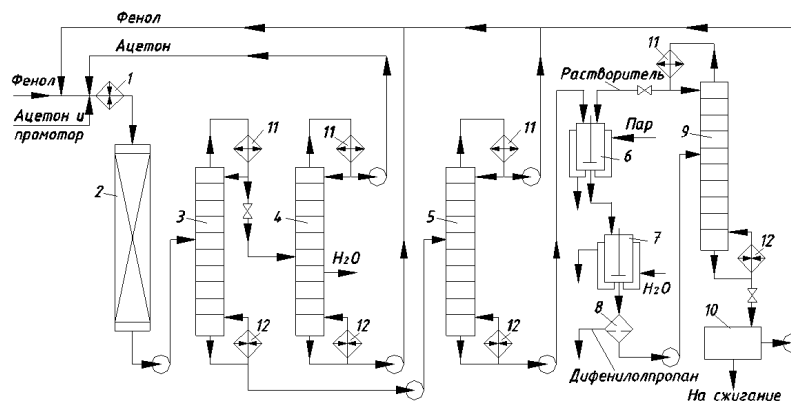 Фенол
Ацетон
Фенол
Ацетон и
промотор
1
2
3
11
4
11
H₂O
12
12
5
11
12
Растворитель
11
Пар
6
7
H₂O
8
9
12
10
Дифенилолпропан
На сжигание